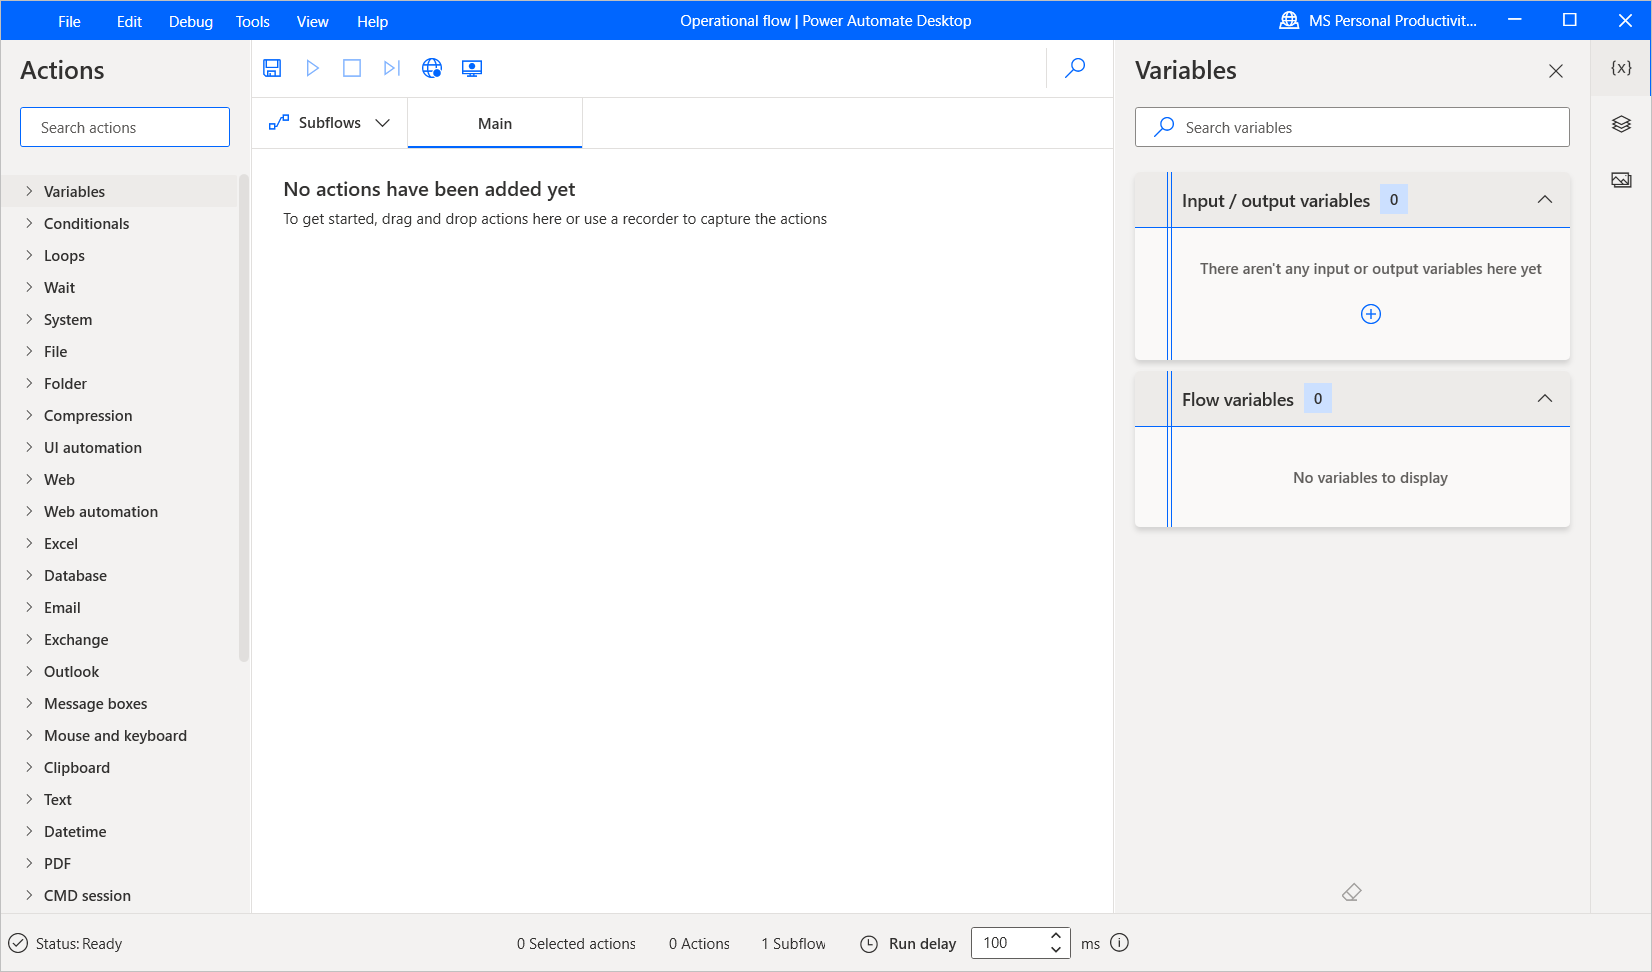 File Edit Debug Tools View Help Operational flow | Power Automate Desktop MS Personal Productivit...
Actions
Search actions
Variables
Conditionals
Loops
Wait
System
File
Folder
Compression
UI automation
Web
Web automation
Excel
Database
Email
Exchange
Outlook
Message boxes
Mouse and keyboard
Clipboard
Text
Datetime
PDF
CMD session
Subflows Main
No actions have been added yet
To get started, drag and drop actions here or use a recorder to capture the actions
Variables
{x}
Search variables
Input / output variables 0
There aren't any input or output variables here yet
Flow variables 0
No variables to display
Status: Ready 0 Selected actions 0 Actions 1 Subflow Run delay 100 ms